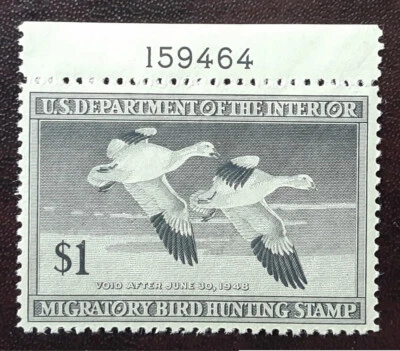 159464
U.S. DEPARTMENT OF THE INTERIOR
$1
VOID AFTER JUNE 30, 1948
MIGRATORY BIRD HUNTING STAMP